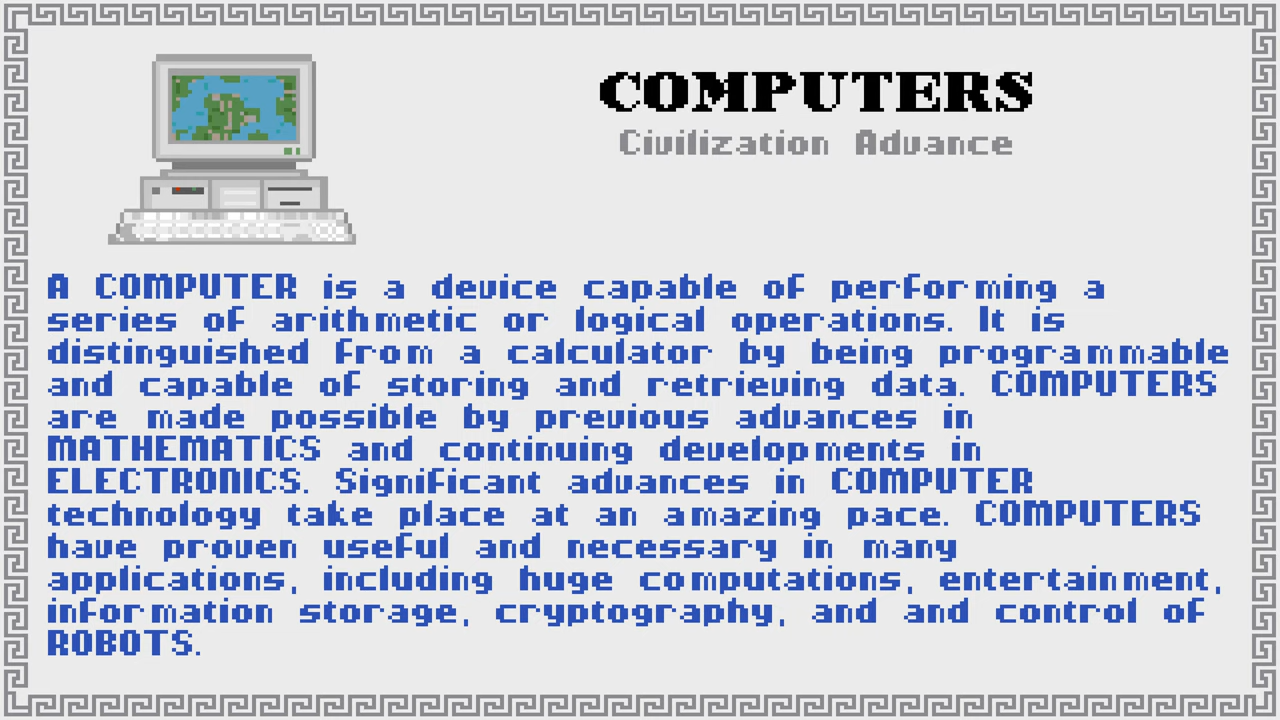 COMPUTERS
Civilization Advance
A COMPUTER is a device capable of performing a
series of arithmetic or logical operations. It is
distinguished from a calculator by being programmable
and capable of storing and retrieving data. COMPUTERS
are made possible by previous advances in
MATHEMATICS and continuing developments in
ELECTRONICS. Significant advances in COMPUTER
technology take place at an amazing pace. COMPUTERS
have proven useful and necessary in many
applications, including huge computations, entertainment,
information storage, cryptography, and and control of
ROBOTS.